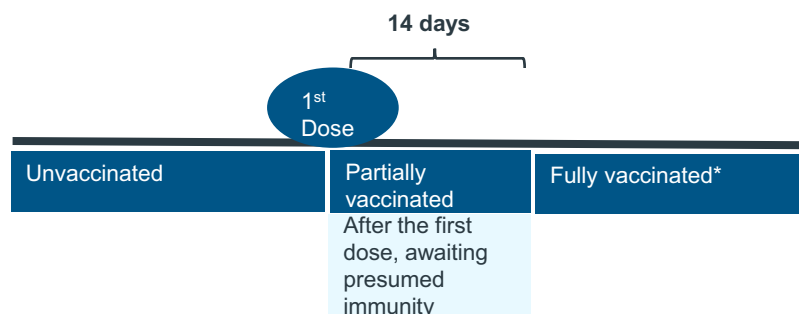 14 days
1st
Dose
Unvaccinated
Partially
vaccinated
Fully vaccinated*
After the first
dose, awaiting
presumed
immunity